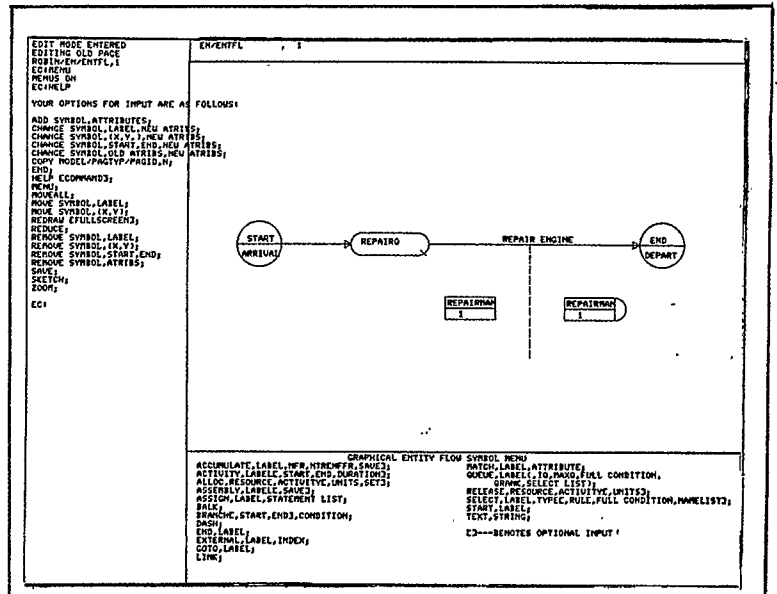 EDIT MODE ENTERED
EDITING OLD PAGE
ROBIN/EN/ENTFL,1
EC:MENU
MENUS ON
EC:HELP
YOUR OPTIONS FOR INPUT ARE AS FOLLOWS:
ADD SYMBOL,ATTRIBUTES;
CHANGE SYMBOL,LABEL,NEW ATRIBS;
CHANGE SYMBOL,(X,Y,),NEW ATRIBS;
CHANGE SYMBOL,START,END,NEW ATRIBS;
CHANGE SYMBOL,OLD ATRIBS,NEW ATRIBS;
COPY MODEL/PAGTYP/PAGID,N;
END;
HELP [COMMAND];
MENU;
MOVEALL;
MOVE SYMBOL,LABEL;
MOVE SYMBOL,(X,Y);
REDRAW [FULLSCREEN];
REDUCE;
REMOVE SYMBOL,LABEL;
REMOVE SYMBOL,(X,Y);
REMOVE SYMBOL,START,END;
REMOVE SYMBOL,ATRIBS;
SAVE;
SKETCH;
ZOOM;
EC:
EN/ENTFL , 1
START
ARRIVAL
REPAIRQ
REPAIR ENGINE
END
DEPART
REPAIRMAN
1
REPAIRMAN
1
GRAPHICAL ENTITY FLOW SYMBOL MENU
ACCUMULATE,LABEL,NFR,NTREMFFR,SAVE];
ACTIVITY,LABEL[,START,END,DURATION];
ALLOC,RESOURCE,ACTIVITY[,UNITS,SET];
ASSEMBLY,LABEL[,SAVE];
ASSIGN,LABEL,STATEMENT LIST;
BALK;
BRANCH[,START,END],CONDITION;
DASH;
END,LABEL;
EXTERNAL,LABEL,INDEX;
GOTO,LABEL;
LINK;
MATCH,LABEL,ATTRIBUTE;
QUEUE,LABEL[,IQ,MAXQ,FULL CONDITION,
QRANK,SELECT LIST];
RELEASE,RESOURCE,ACTIVITY[,UNITS];
SELECT,LABEL,TYPE[,RULE,FULL CONDITION,NAMELIST];
START,LABEL;
TEXT,STRING;
[]---DENOTES OPTIONAL INPUT